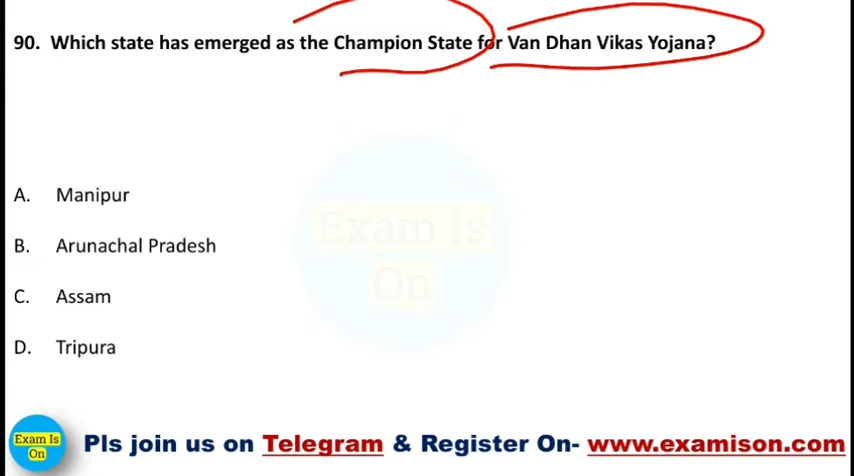 90. Which state has emerged as the Champion State for Van Dhan Vikas Yojana?
A. Manipur
Exam Is
On
B. Arunachal Pradesh
C. Assam
D. Tripura
Exam Is
On
Pls join us on Telegram & Register On- www.examison.com